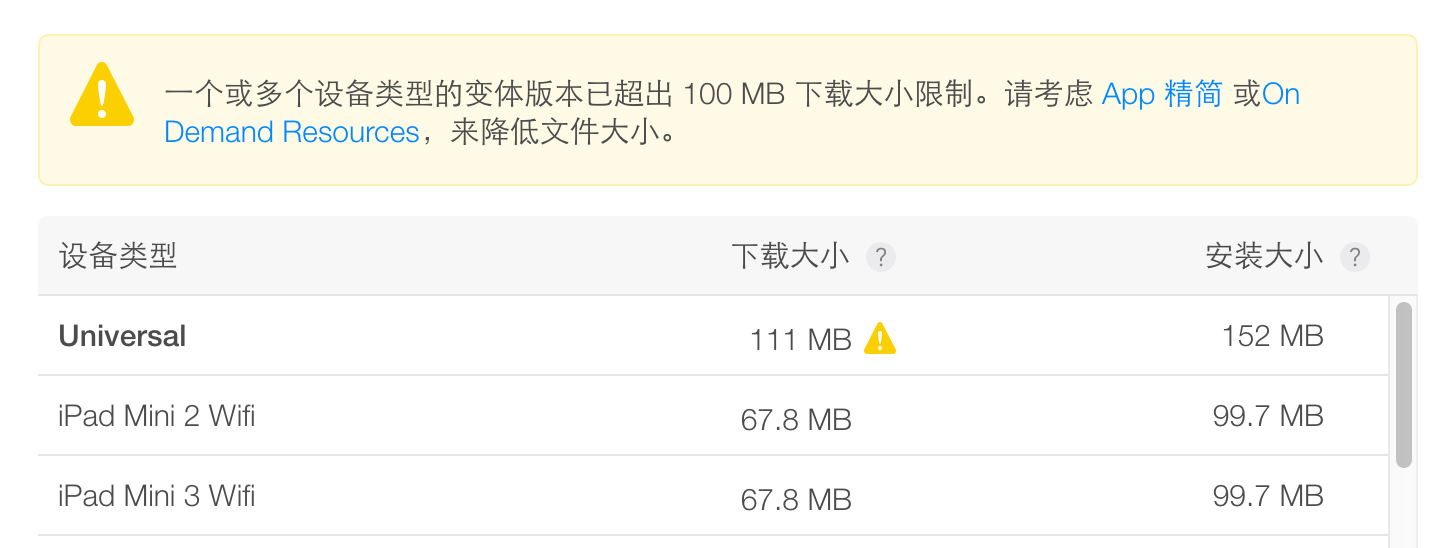 一个或多个设备类型的变体版本已超出 100 MB 下载大小限制。请考虑 App 精简 或On
Demand Resources，来降低文件大小。
设备类型 下载大小 ? 安装大小 ?
Universal 111 MB 152 MB
iPad Mini 2 Wifi 67.8 MB 99.7 MB
iPad Mini 3 Wifi 67.8 MB 99.7 MB